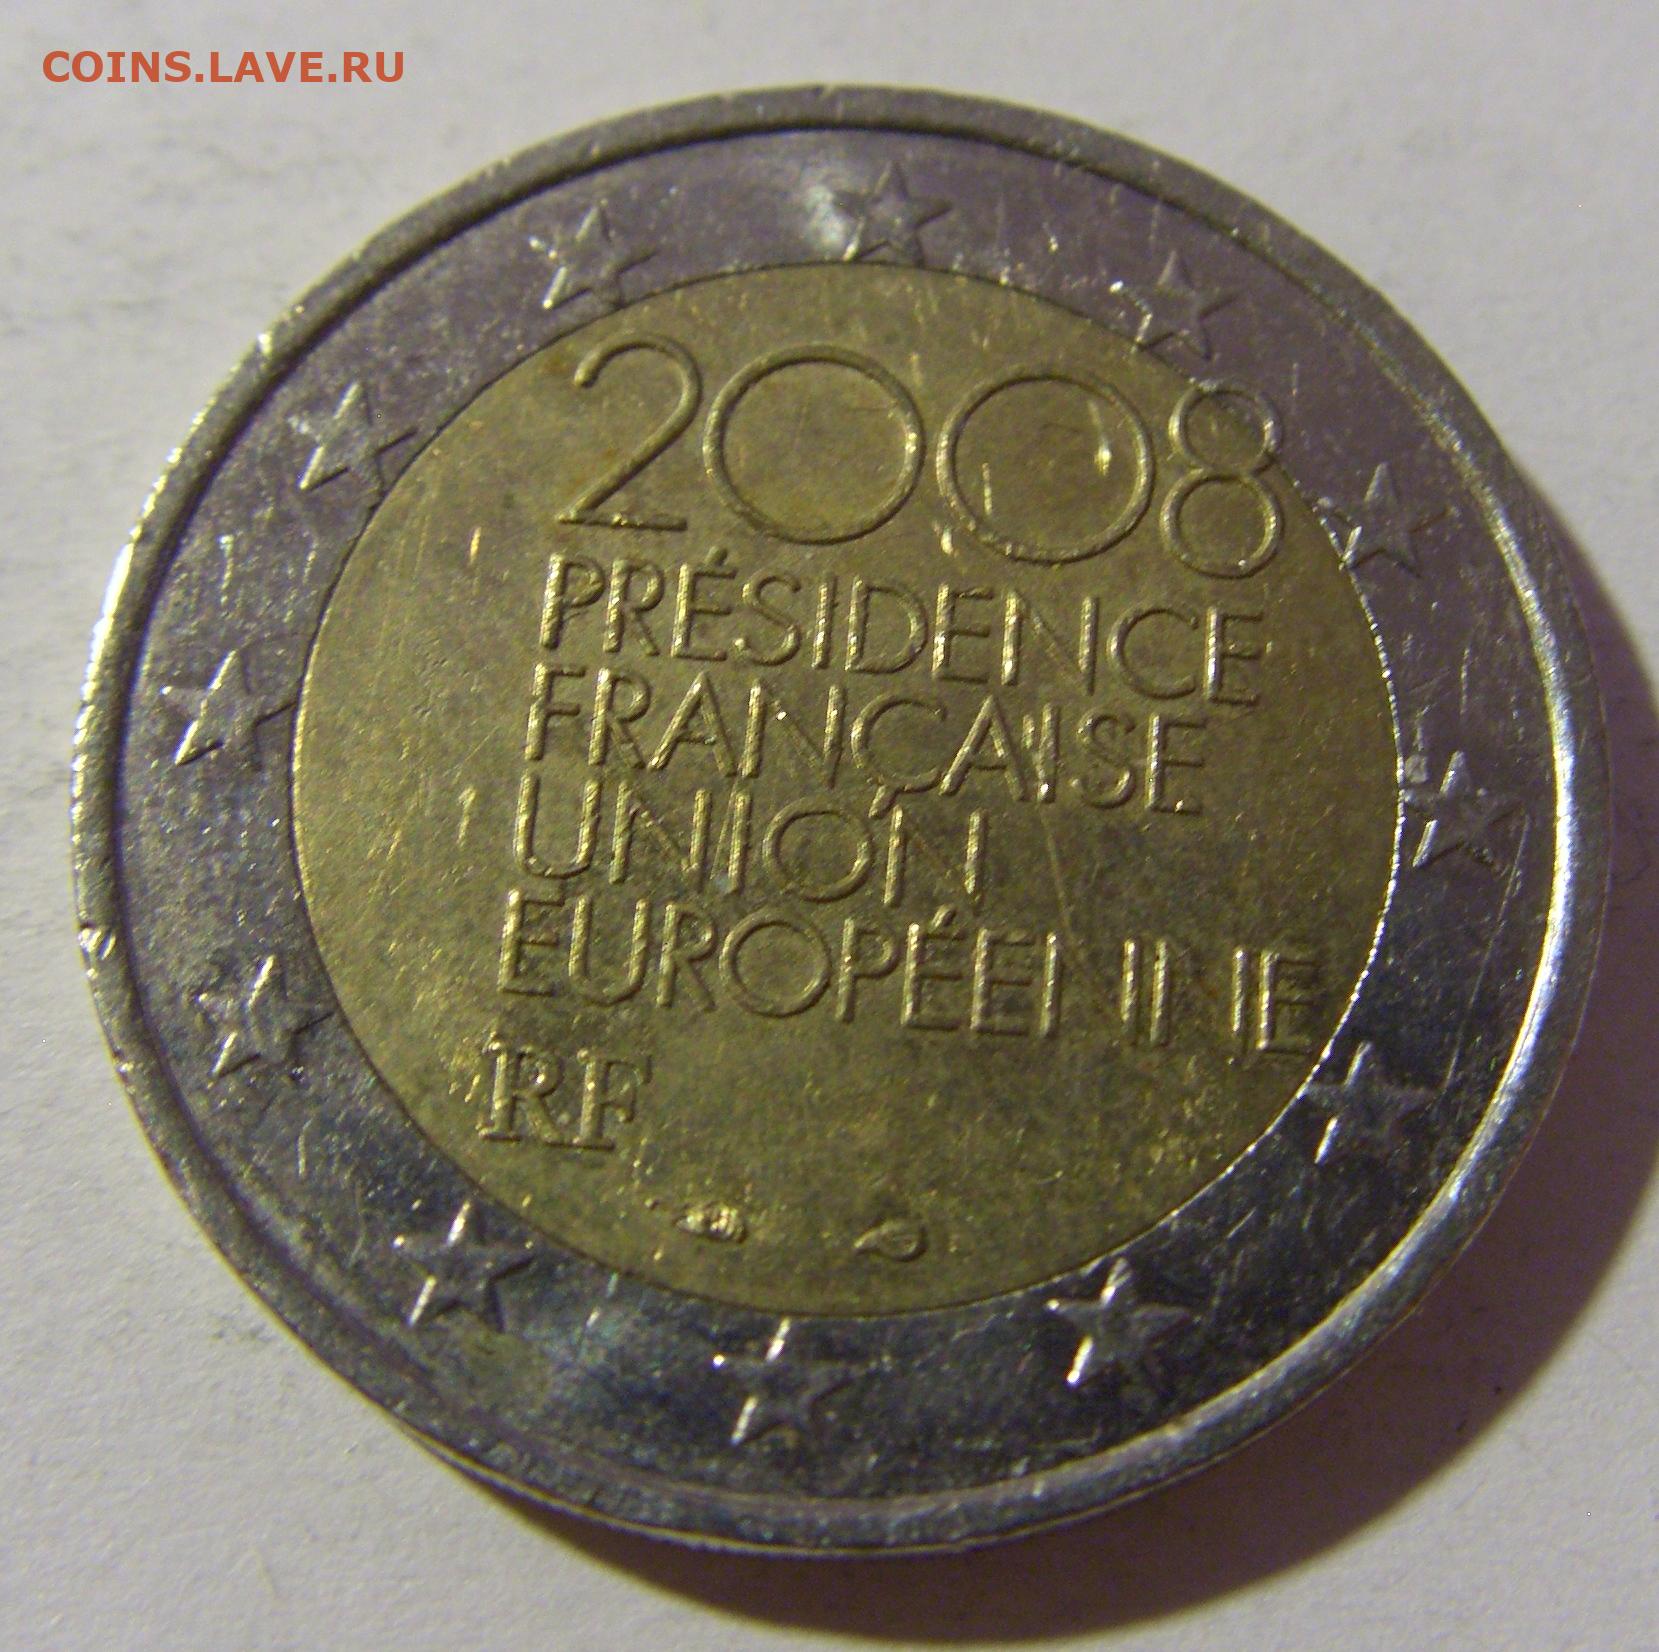 COINS.LAVE.RU
2008
PRÉSIDENCE
FRANÇAISE
UNION
EUROPÉENNE
RF